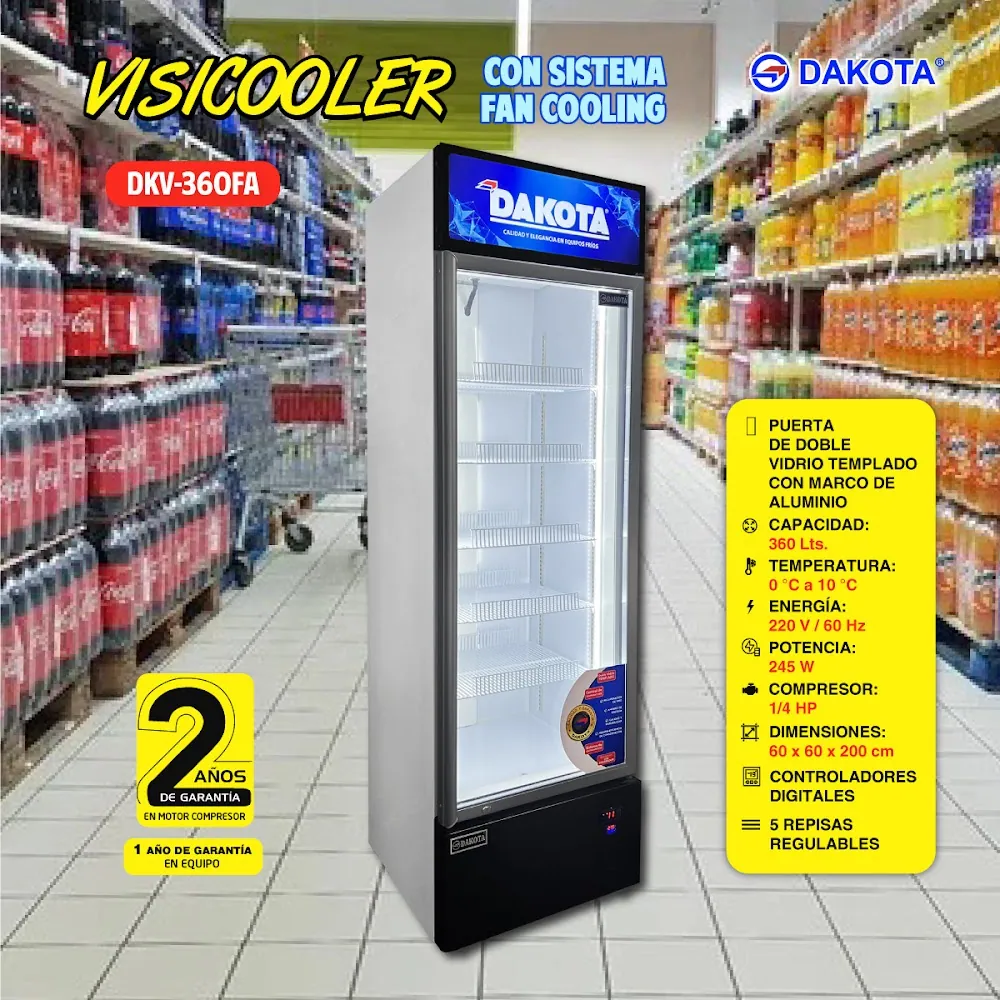 VISICOOLER
CON SISTEMA
FAN COOLING
DAKOTA®
DKV-360FA
DAKOTA®
CALIDAD Y ELEGANCIA EN EQUIPOS FRÍOS
DAKOTA
PUERTA
DE DOBLE
VIDRIO TEMPLADO
CON MARCO DE
ALUMINIO
CAPACIDAD:
360 Lts.
TEMPERATURA:
0 °C a 10 °C
ENERGÍA:
220 V / 60 Hz
POTENCIA:
245 W
COMPRESOR:
1/4 HP
DIMENSIONES:
60 x 60 x 200 cm
CONTROLADORES
DIGITALES
5 REPISAS
REGULABLES
2
AÑOS
DE GARANTÍA
EN MOTOR COMPRESOR
1 AÑO DE GARANTÍA
EN EQUIPO
DAKOTA
DAKOTA
Coca-Cola